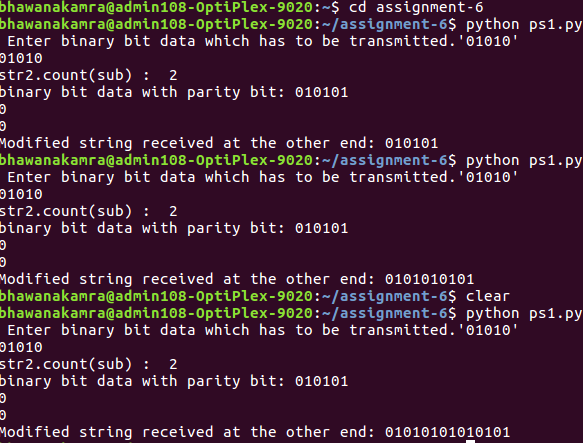 bhawanakamra@admin108-OptiPlex-9020:~$ cd assignment-6
bhawanakamra@admin108-OptiPlex-9020:~/assignment-6$ python ps1.py
Enter binary bit data which has to be transmitted.'01010'
01010
str2.count(sub) :  2
binary bit data with parity bit: 010101
0
0
Modified string received at the other end: 010101
bhawanakamra@admin108-OptiPlex-9020:~/assignment-6$ python ps1.py
Enter binary bit data which has to be transmitted.'01010'
01010
str2.count(sub) :  2
binary bit data with parity bit: 010101
0
0
Modified string received at the other end: 0101010101
bhawanakamra@admin108-OptiPlex-9020:~/assignment-6$ clear
bhawanakamra@admin108-OptiPlex-9020:~/assignment-6$ python ps1.py
Enter binary bit data which has to be transmitted.'01010'
01010
str2.count(sub) :  2
binary bit data with parity bit: 010101
0
0
Modified string received at the other end: 01010101010101